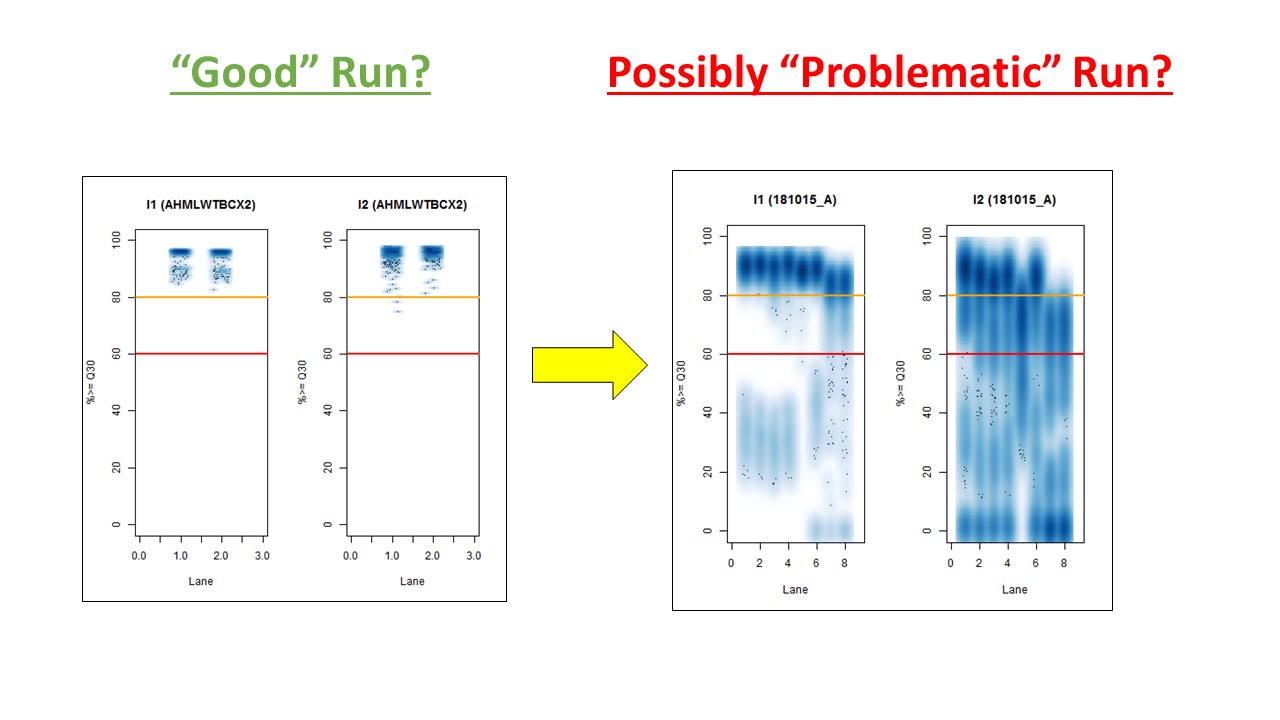 “Good” Run?
Possibly “Problematic” Run?
I1 (AHMLWTBCX2)
I2 (AHMLWTBCX2)
%>= Q30
100
80
60
40
20
0
0.0 1.0 2.0 3.0
Lane
%>= Q30
100
80
60
40
20
0
0.0 1.0 2.0 3.0
Lane
I1 (181015_A)
I2 (181015_A)
%>= Q30
100
80
60
40
20
0
0 2 4 6 8
Lane
%>= Q30
100
80
60
40
20
0
0 2 4 6 8
Lane